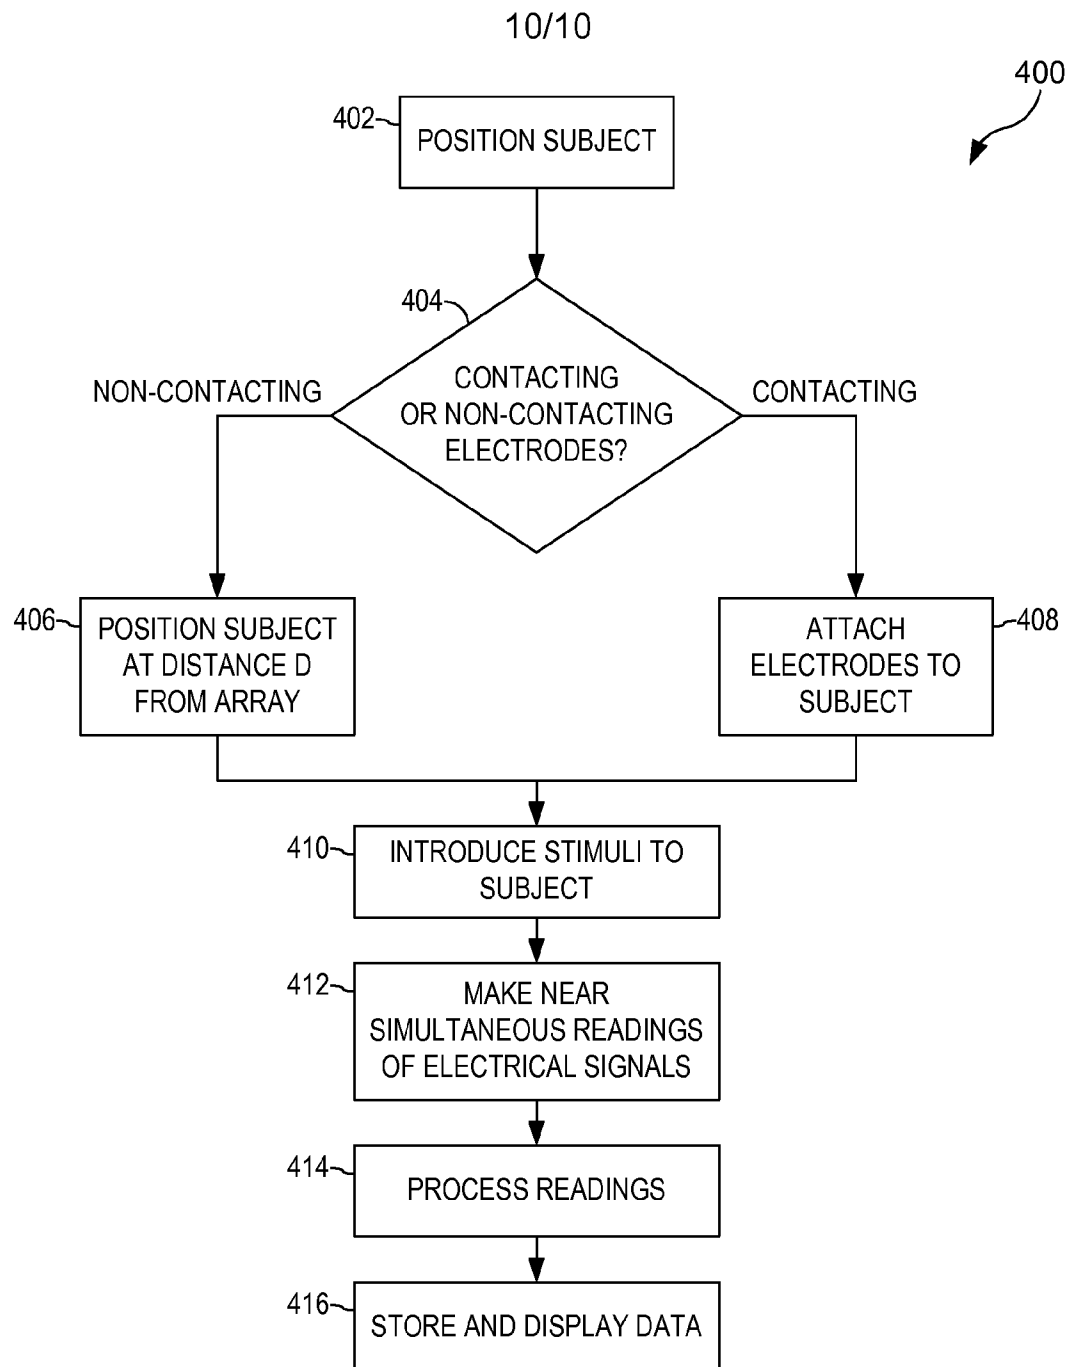 10/10
400
402
POSITION SUBJECT
404
NON-CONTACTING
CONTACTING
OR NON-CONTACTING
ELECTRODES?
CONTACTING
406
POSITION SUBJECT
AT DISTANCE D
FROM ARRAY
ATTACH
ELECTRODES TO
SUBJECT
408
410
INTRODUCE STIMULI TO
SUBJECT
412
MAKE NEAR
SIMULTANEOUS READINGS
OF ELECTRICAL SIGNALS
414
PROCESS READINGS
416
STORE AND DISPLAY DATA